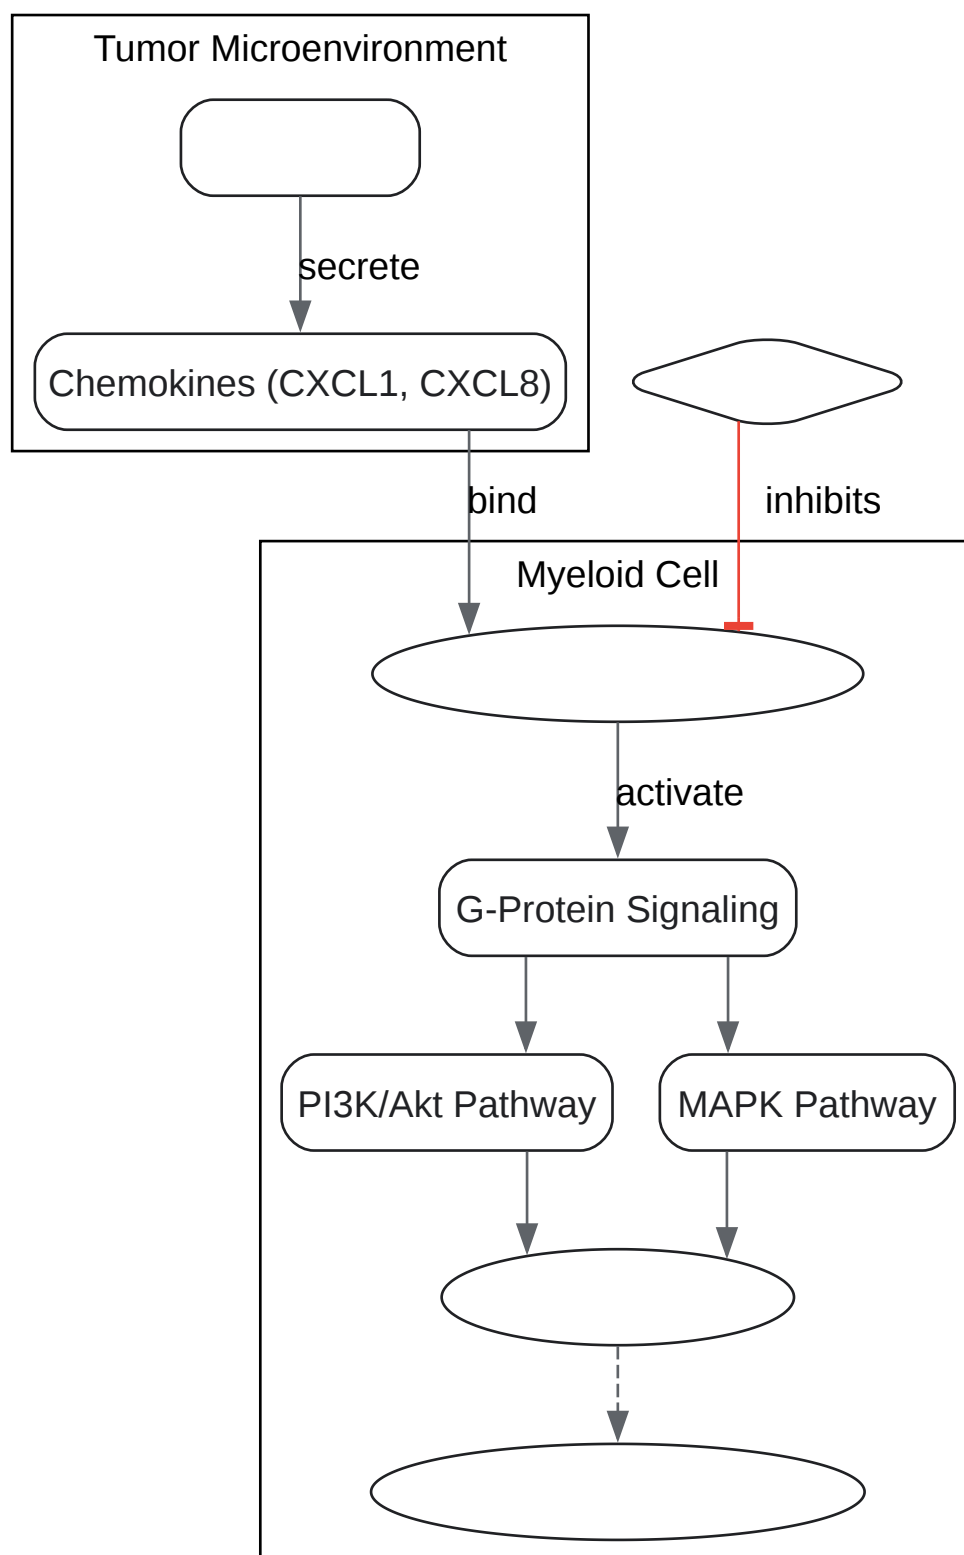 Tumor Microenvironment
secrete
Chemokines (CXCL1, CXCL8)
bind
inhibits
Myeloid Cell
activate
G-Protein Signaling
PI3K/Akt Pathway
MAPK Pathway